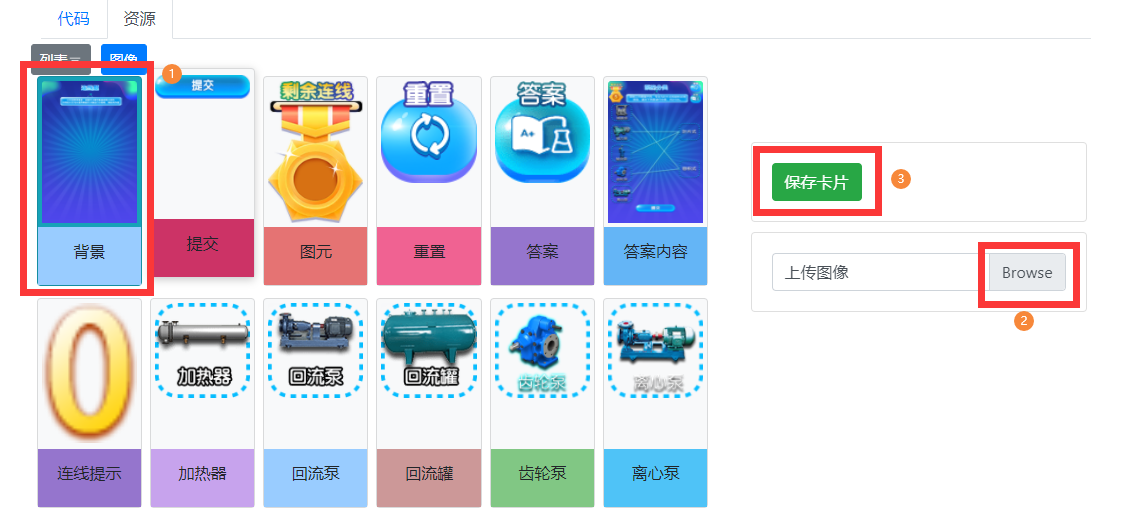 代码
资源
列表
图像
1
提交
剩余连线
重置
答案
A+
背景
提交
图元
重置
答案
答案内容
保存卡片
3
上传图像
Browse
2
0
加热器
回流泵
回流罐
齿轮泵
离心泵
连线提示
加热器
回流泵
回流罐
齿轮泵
离心泵